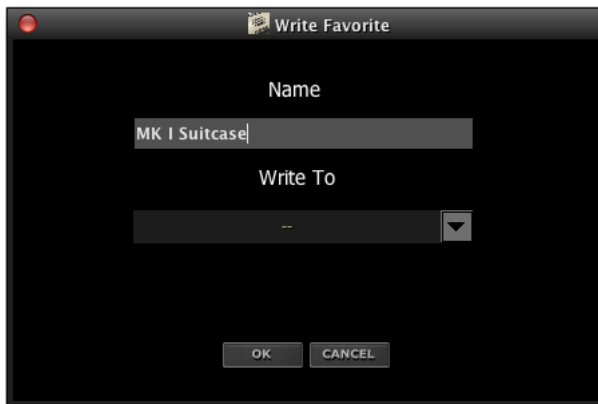 Write Favorite
Name
MK I Suitcase
Write To
--
OK CANCEL